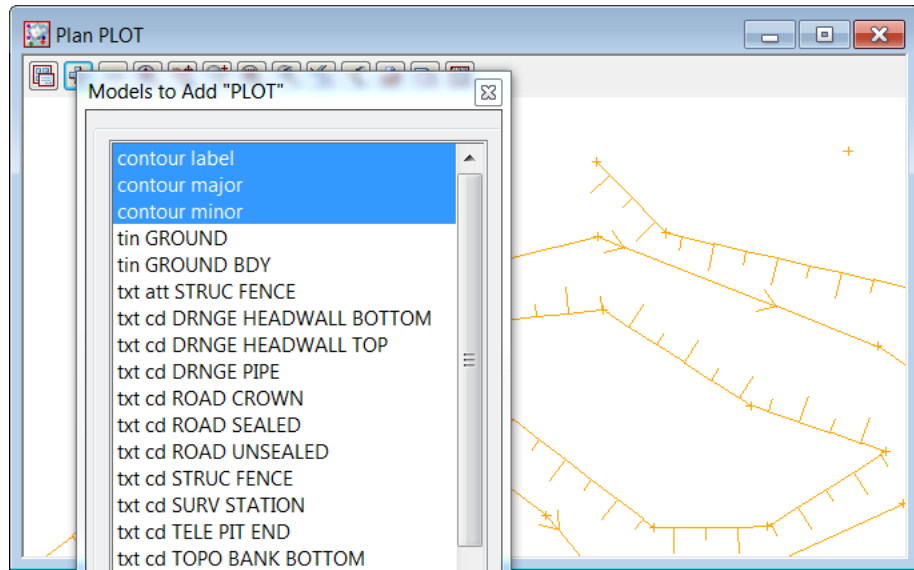 Plan PLOT
Models to Add "PLOT"
contour label
contour major
contour minor
tin GROUND
tin GROUND BDY
txt att STRUC FENCE
txt cd DRNGE HEADWALL BOTTOM
txt cd DRNGE HEADWALL TOP
txt cd DRNGE PIPE
txt cd ROAD CROWN
txt cd ROAD SEALED
txt cd ROAD UNSEALED
txt cd STRUC FENCE
txt cd SURV STATION
txt cd TELE PIT END
txt cd TOPO BANK BOTTOM